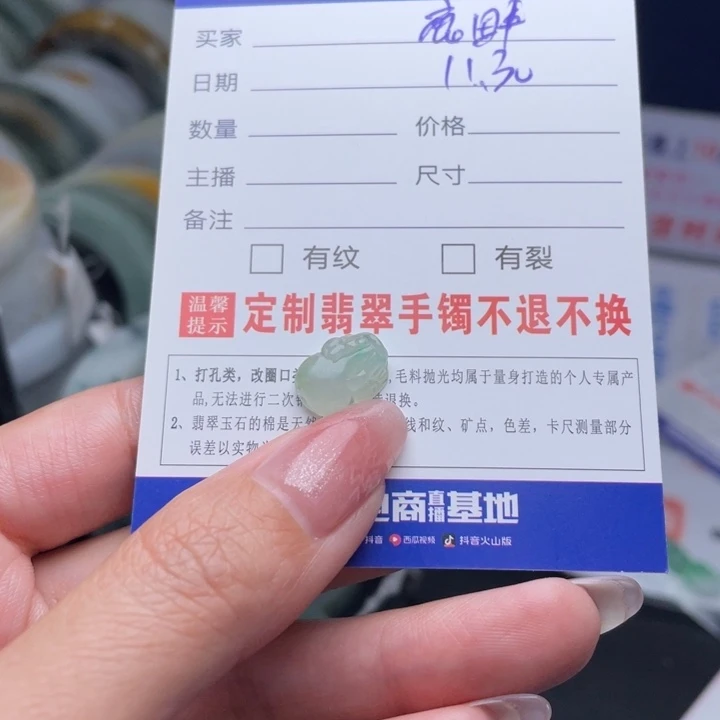 买家
日期 11.30
数量 价格
主播 尺寸
备注
有纹 有裂
温馨提示 定制翡翠手镯不退不换
1、打孔类，改圈口 毛料抛光均属于量身打造的个人专属产
品,无法进行二次 退换。
2、翡翠玉石的棉是天然 线和纹、矿点，色差，卡尺测量部分
误差以实物
电商直播基地
抖音 西瓜视频 抖音火山版